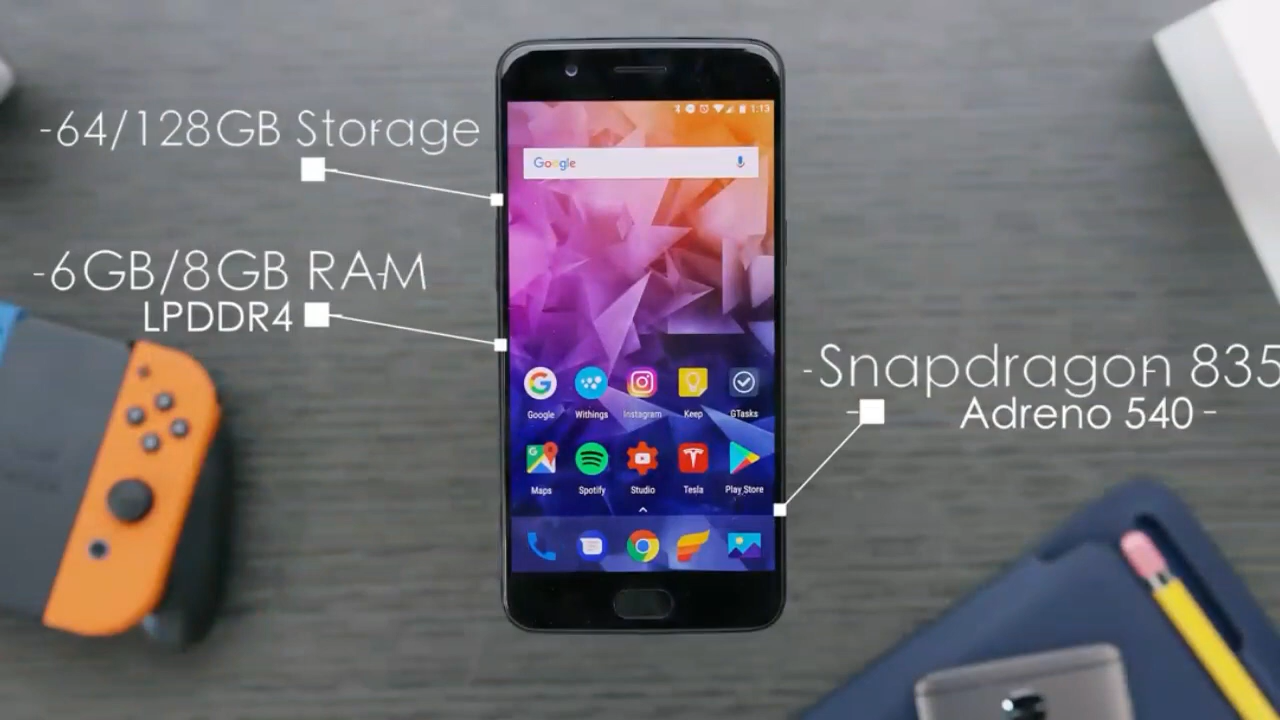 -64/128GB Storage
-6GB/8GB RAM
LPDDR4
-Snapdragon 835
Adreno 540 -
1:13
Google
Google
Withings
Instagram
Keep
GTasks
Maps
Spotify
Studio
Tesla
Play Store